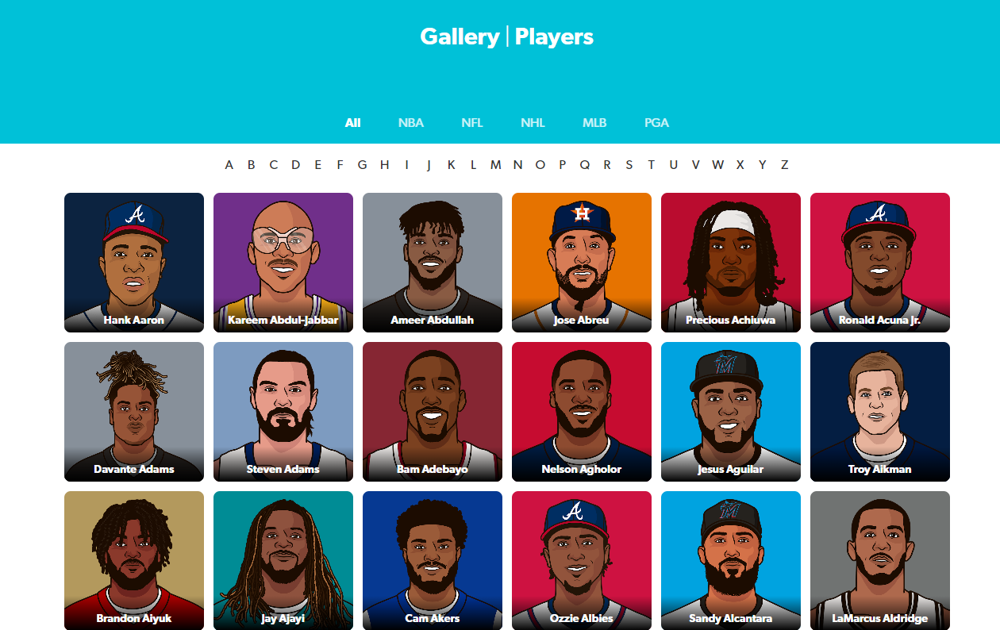 Gallery | Players
All NBA NFL NHL MLB PGA
A B C D E F G H I J K L M N O P Q R S T U V W X Y Z
Hank Aaron Kareem Abdul-Jabbar Ameer Abdullah Jose Abreu Precious Achiuwa Ronald Acuna Jr.
Davante Adams Steven Adams Bam Adebayo Nelson Agholor Jesus Aguilar Troy Aikman
Brandon Aiyuk Jay Ajayi Cam Akers Ozzie Albies Sandy Alcantara LaMarcus Aldridge